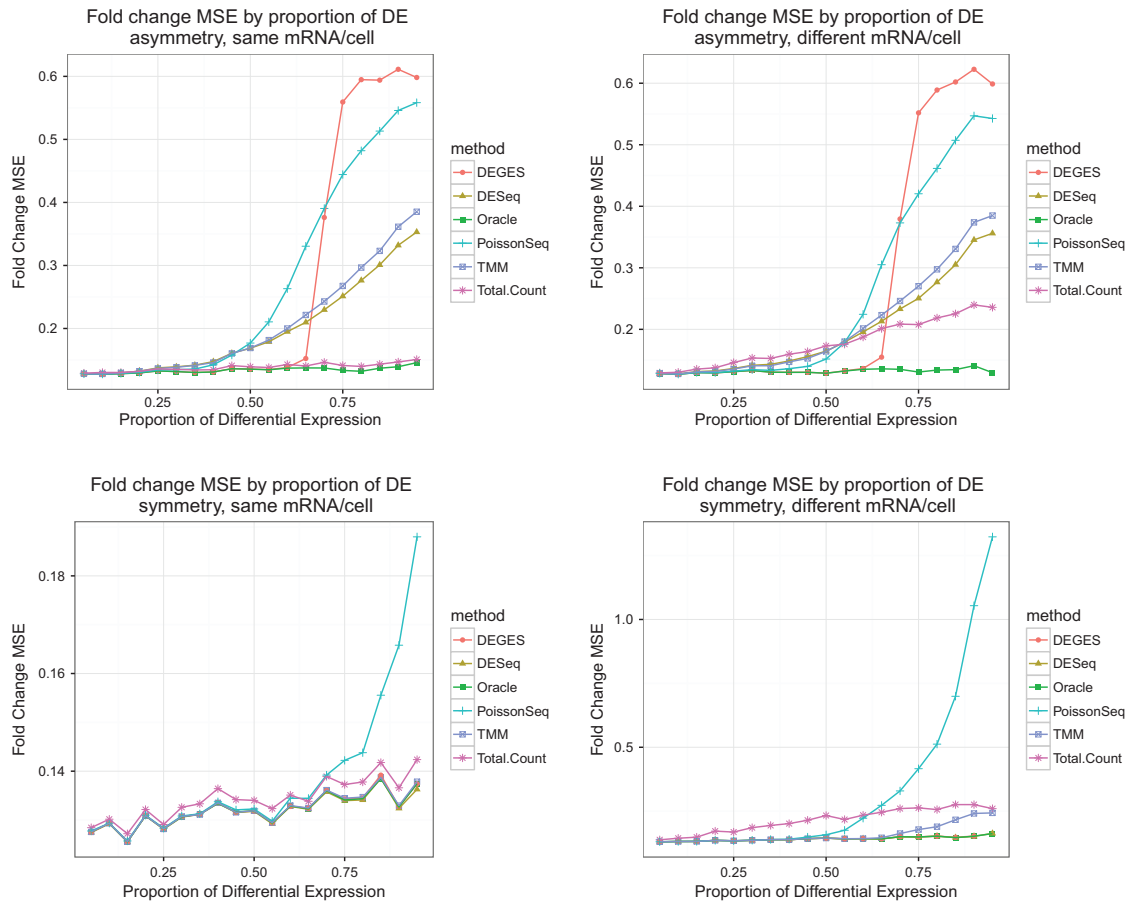 Fold change MSE by proportion of DE
asymmetry, same mRNA/cell
0.6
0.5
0.4
0.3
0.2
Fold Change MSE
0.25
0.50
0.75
Proportion of Differential Expression
method
DEGES
DESeq
Oracle
PoissonSeq
TMM
Total.Count
Fold change MSE by proportion of DE
asymmetry, different mRNA/cell
0.6
0.5
0.4
0.3
0.2
Fold Change MSE
0.25
0.50
0.75
Proportion of Differential Expression
method
DEGES
DESeq
Oracle
PoissonSeq
TMM
Total.Count
Fold change MSE by proportion of DE
symmetry, same mRNA/cell
0.18
0.16
0.14
Fold Change MSE
0.25
0.50
0.75
Proportion of Differential Expression
method
DEGES
DESeq
Oracle
PoissonSeq
TMM
Total.Count
Fold change MSE by proportion of DE
symmetry, different mRNA/cell
1.0
0.5
Fold Change MSE
0.25
0.50
0.75
Proportion of Differential Expression
method
DEGES
DESeq
Oracle
PoissonSeq
TMM
Total.Count